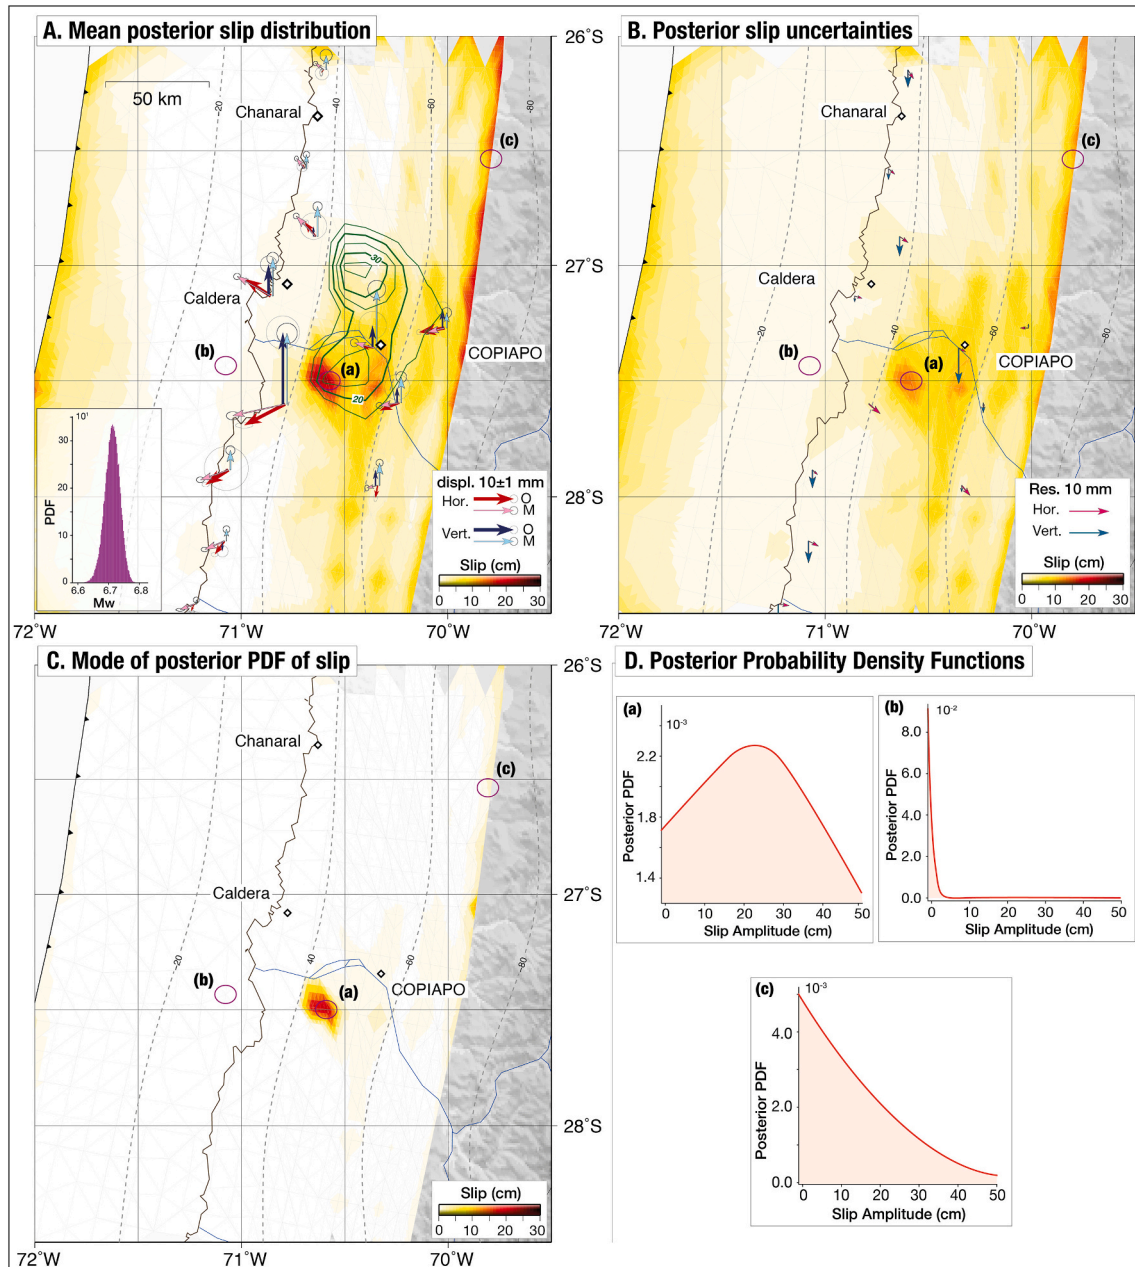 A. Mean posterior slip distribution
26°S
50 km
Chanaral
20
40
60
80
(c)
30
27°S
Caldera
(b)
(a)
COPIAPO
20
10¹
30
20
10
0
PDF
6.6
6.7
6.8
Mw
28°S
displ. 10±1 mm
Hor.
O
M
Vert.
O
M
Slip (cm)
0
10
20
30
72°W
71°W
70°W
B. Posterior slip uncertainties
26°S
Chanaral
(c)
80
27°S
Caldera
20
40
60
(b)
(a)
COPIAPO
28°S
Res. 10 mm
Hor.
Vert.
Slip (cm)
0
10
20
30
72°W
71°W
70°W
C. Mode of posterior PDF of slip
26°S
Chanaral
(c)
27°S
Caldera
20
40
60
80
(b)
(a)
COPIAPO
28°S
Slip (cm)
0
10
20
30
72°W
71°W
70°W
D. Posterior Probability Density Functions
(a)
10⁻³
2.2
1.8
1.4
Posterior PDF
0
10
20
30
40
50
Slip Amplitude (cm)
(b)
10⁻²
8.0
6.0
4.0
2.0
0.0
Posterior PDF
0
10
20
30
40
50
Slip Amplitude (cm)
(c)
10⁻³
4.0
2.0
0.0
Posterior PDF
0
10
20
30
40
50
Slip Amplitude (cm)